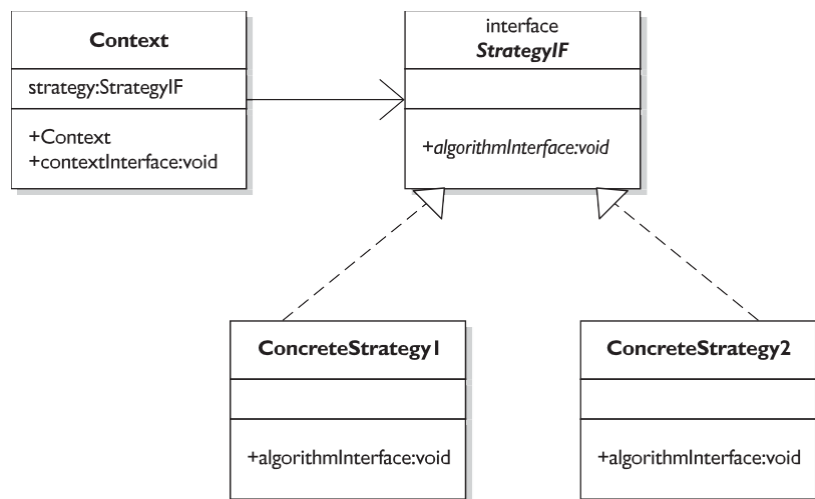 Context
strategy:StrategyIF
+Context
+contextInterface:void
interface
StrategyIF
+algorithmInterface:void
ConcreteStrategy1
+algorithmInterface:void
ConcreteStrategy2
+algorithmInterface:void